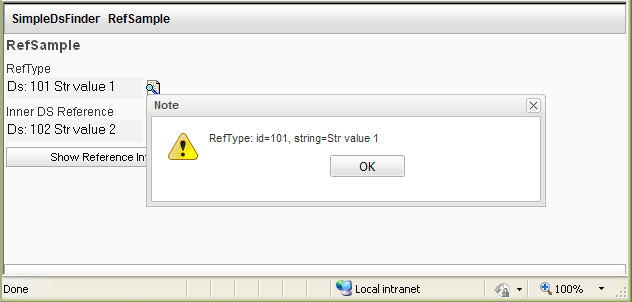 SimpleDsFinder RefSample
RefSample
RefType
Ds: 101 Str value 1
Inner DS Reference
Ds: 102 Str value 2
Show Reference In
Note
RefType: id=101, string=Str value 1
OK
Done
Local intranet
100%